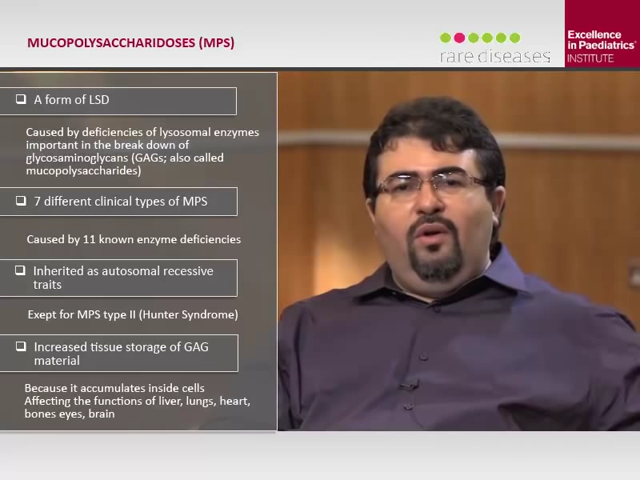 MUCOPOLYSACCHARIDOSES (MPS)
rare diseases
Excellence
in Paediatrics
INSTITUTE
A form of LSD
Caused by deficiencies of lysosomal enzymes
important in the break down of
glycosaminoglycans (GAGs; also called
mucopolysaccharides)
7 different clinical types of MPS
Caused by 11 known enzyme deficiencies
Inherited as autosomal recessive
traits
Exept for MPS type II (Hunter Syndrome)
Increased tissue storage of GAG
material
Because it accumulates inside cells
Affecting the functions of liver, lungs, heart,
bones eyes, brain